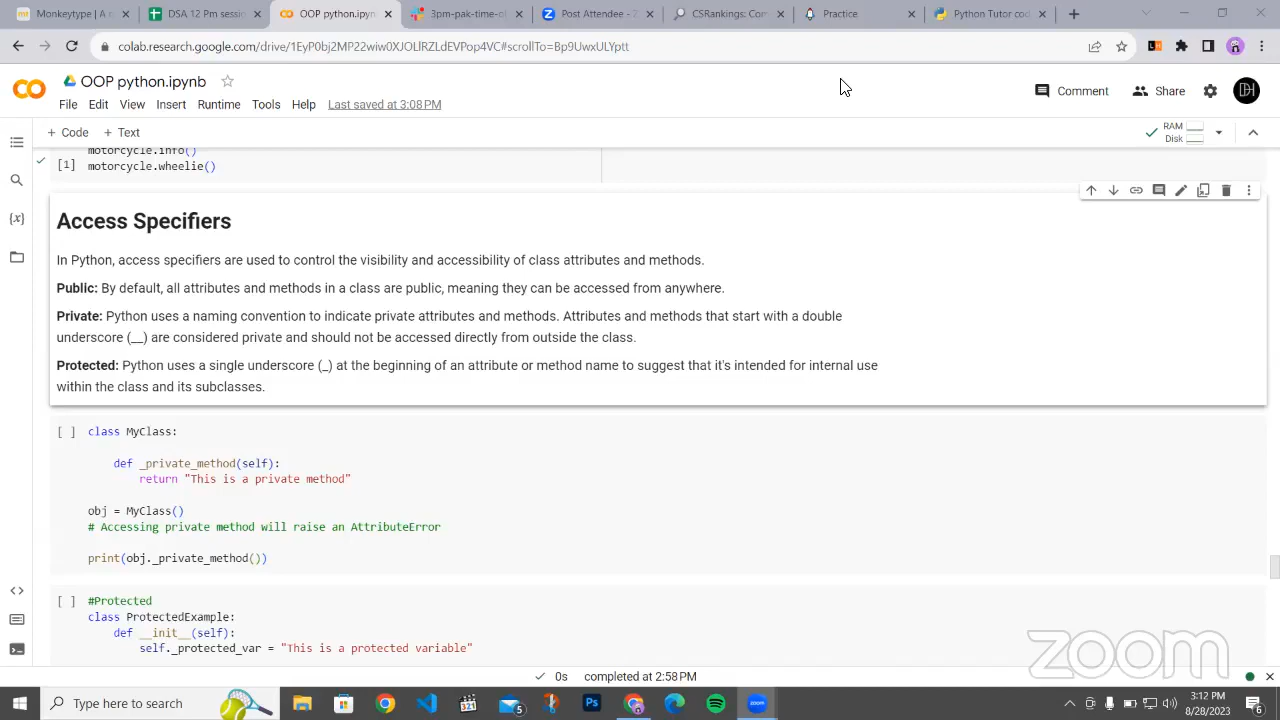 Monkeytype | A t
DSA 12 Pm sessi
OOP python.ipyn
3pm-pak-time-o
Post Attendee - Z
CSRankings: Com
Practice
Python Tutor cod
colab.research.google.com/drive/1EyP0bj2MP22wiw0XJOLlRZLdEVPop4VC#scrollTo=Bp9UwxULYptt
OOP python.ipynb
File Edit View Insert Runtime Tools Help Last saved at 3:08 PM
Comment Share
+ Code + Text
RAM
Disk
motorcycle.info()
[1] motorcycle.wheelie()
Access Specifiers
In Python, access specifiers are used to control the visibility and accessibility of class attributes and methods.
Public: By default, all attributes and methods in a class are public, meaning they can be accessed from anywhere.
Private: Python uses a naming convention to indicate private attributes and methods. Attributes and methods that start with a double
underscore (__) are considered private and should not be accessed directly from outside the class.
Protected: Python uses a single underscore (_) at the beginning of an attribute or method name to suggest that it's intended for internal use
within the class and its subclasses.
[ ] class MyClass:
def _private_method(self):
return "This is a private method"
obj = MyClass()
# Accessing private method will raise an AttributeError
print(obj._private_method())
[ ] #Protected
class ProtectedExample:
def __init__(self):
self._protected_var = "This is a protected variable"
zoom
0s completed at 2:58 PM
Type here to search
3:12 PM
8/28/2023